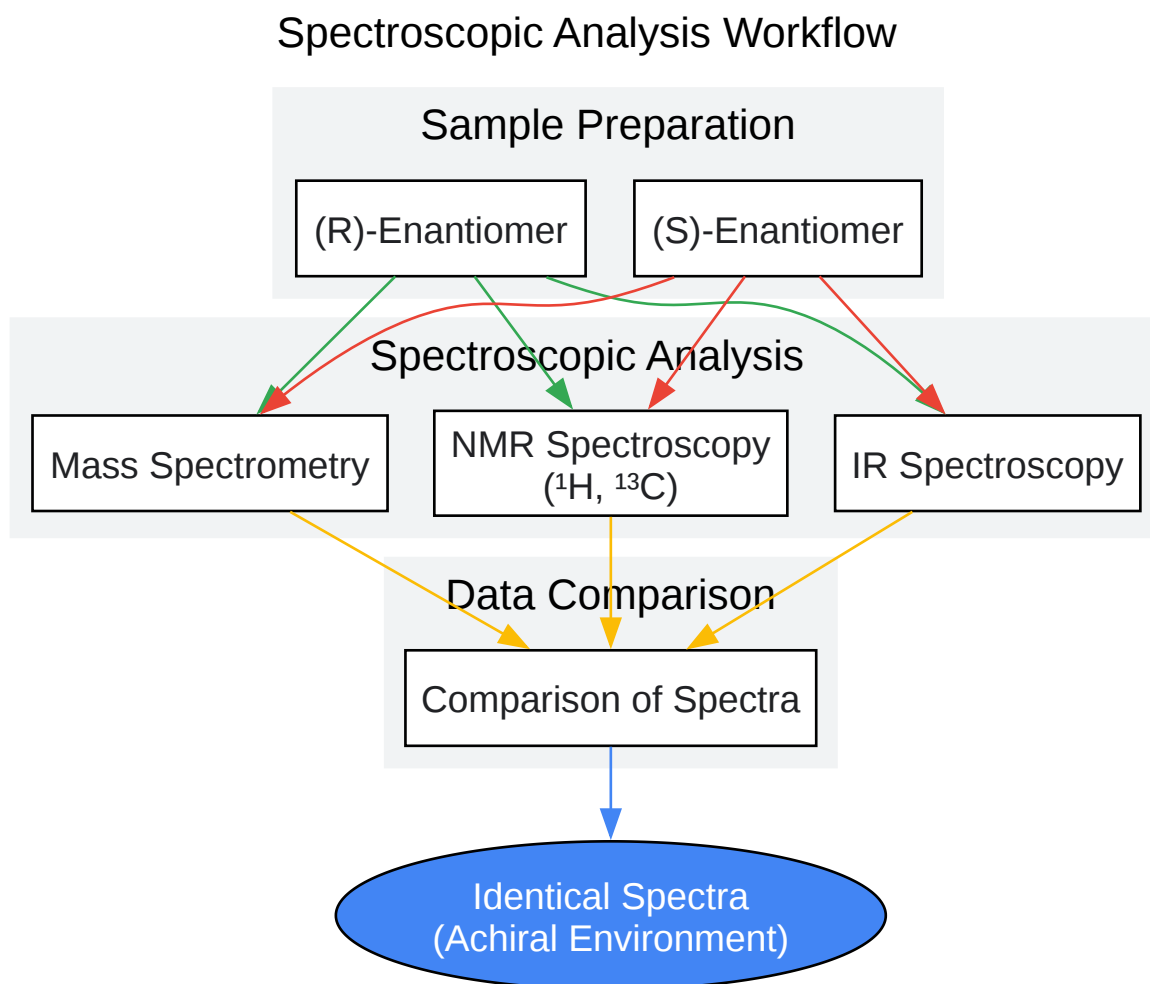 Spectroscopic Analysis Workflow
Sample Preparation
(R)-Enantiomer
(S)-Enantiomer
Spectroscopic Analysis
Mass Spectrometry
NMR Spectroscopy
(¹H, ¹³C)
IR Spectroscopy
Data Comparison
Comparison of Spectra
Identical Spectra
(Achiral Environment)